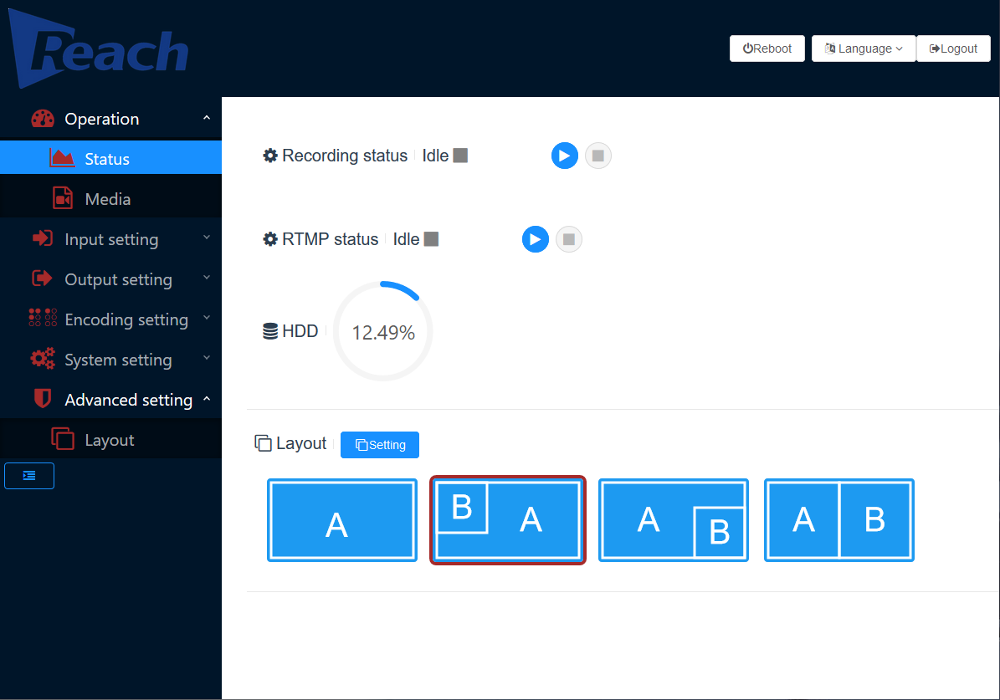 Reach
Reboot
Language
Logout
Operation
Status
Media
Input setting
Output setting
Encoding setting
System setting
Advanced setting
Layout
Recording status Idle
RTMP status Idle
HDD 12.49%
Layout Setting
A
B A
A B
A B